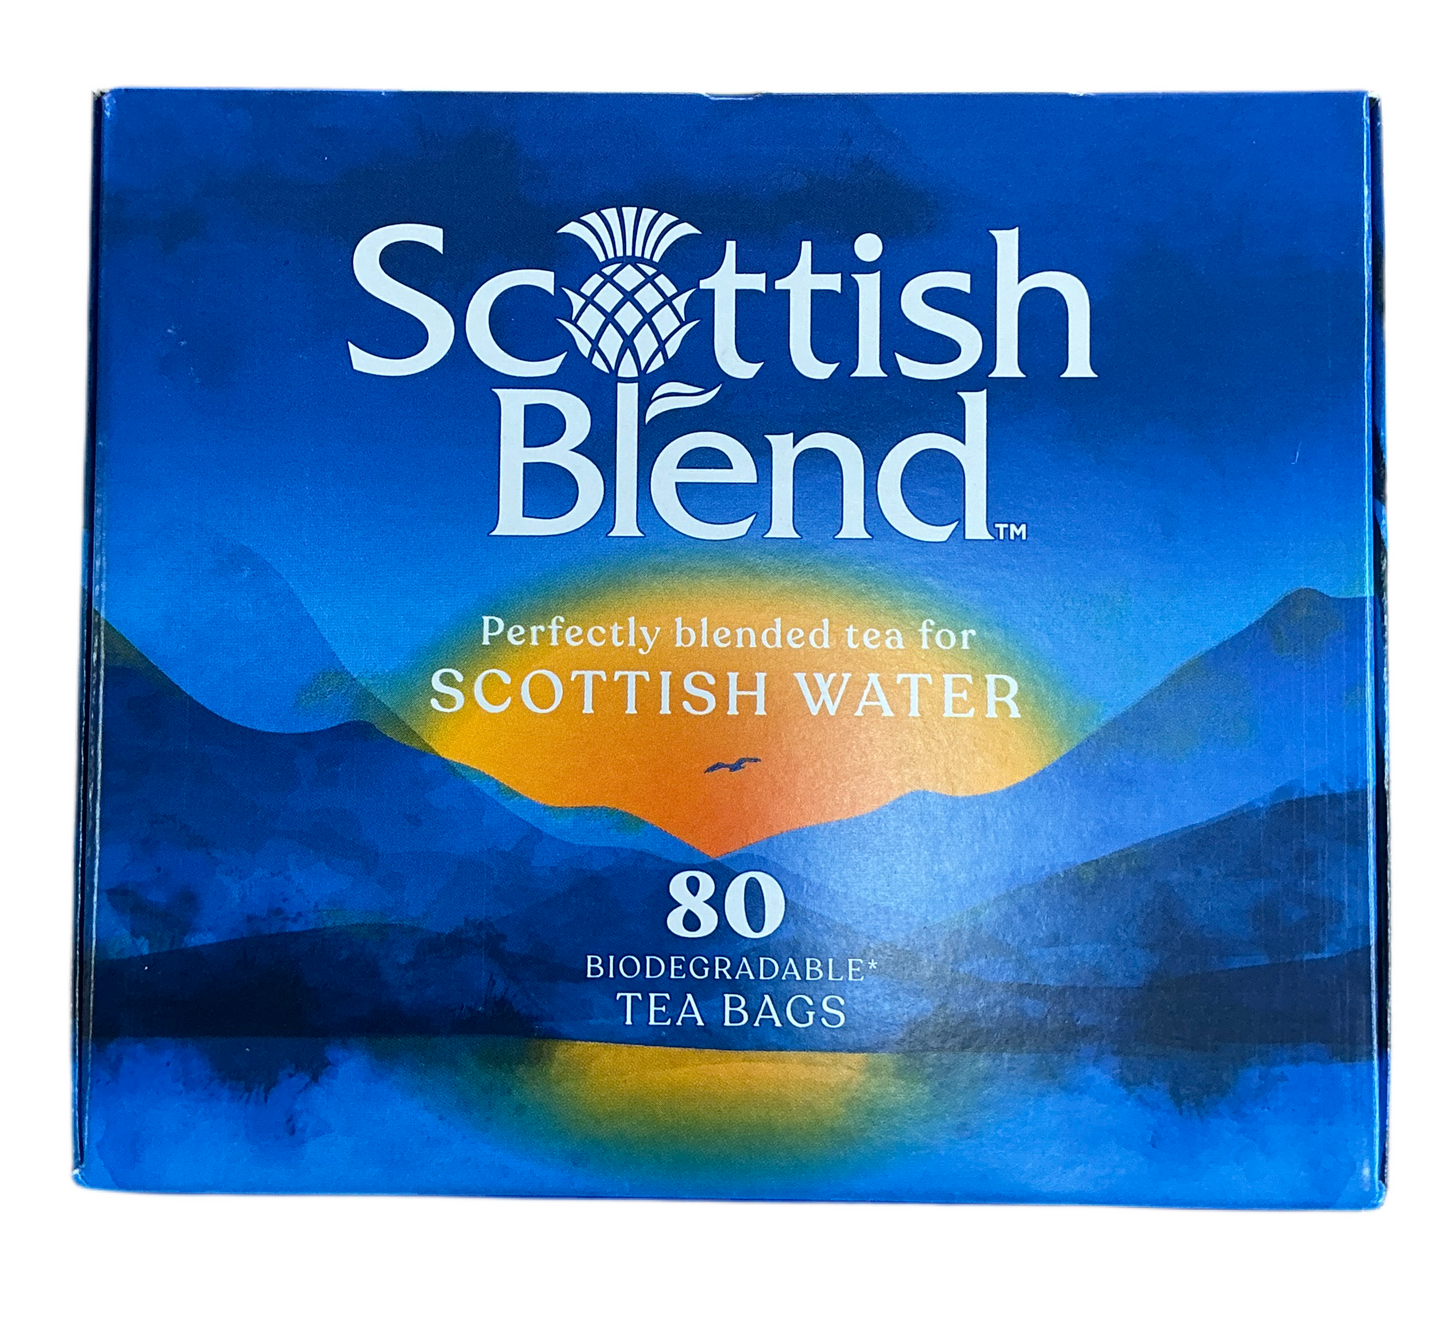 Scottish
Blend™
Perfectly blended tea for
SCOTTISH WATER
80
BIODEGRADABLE*
TEA BAGS